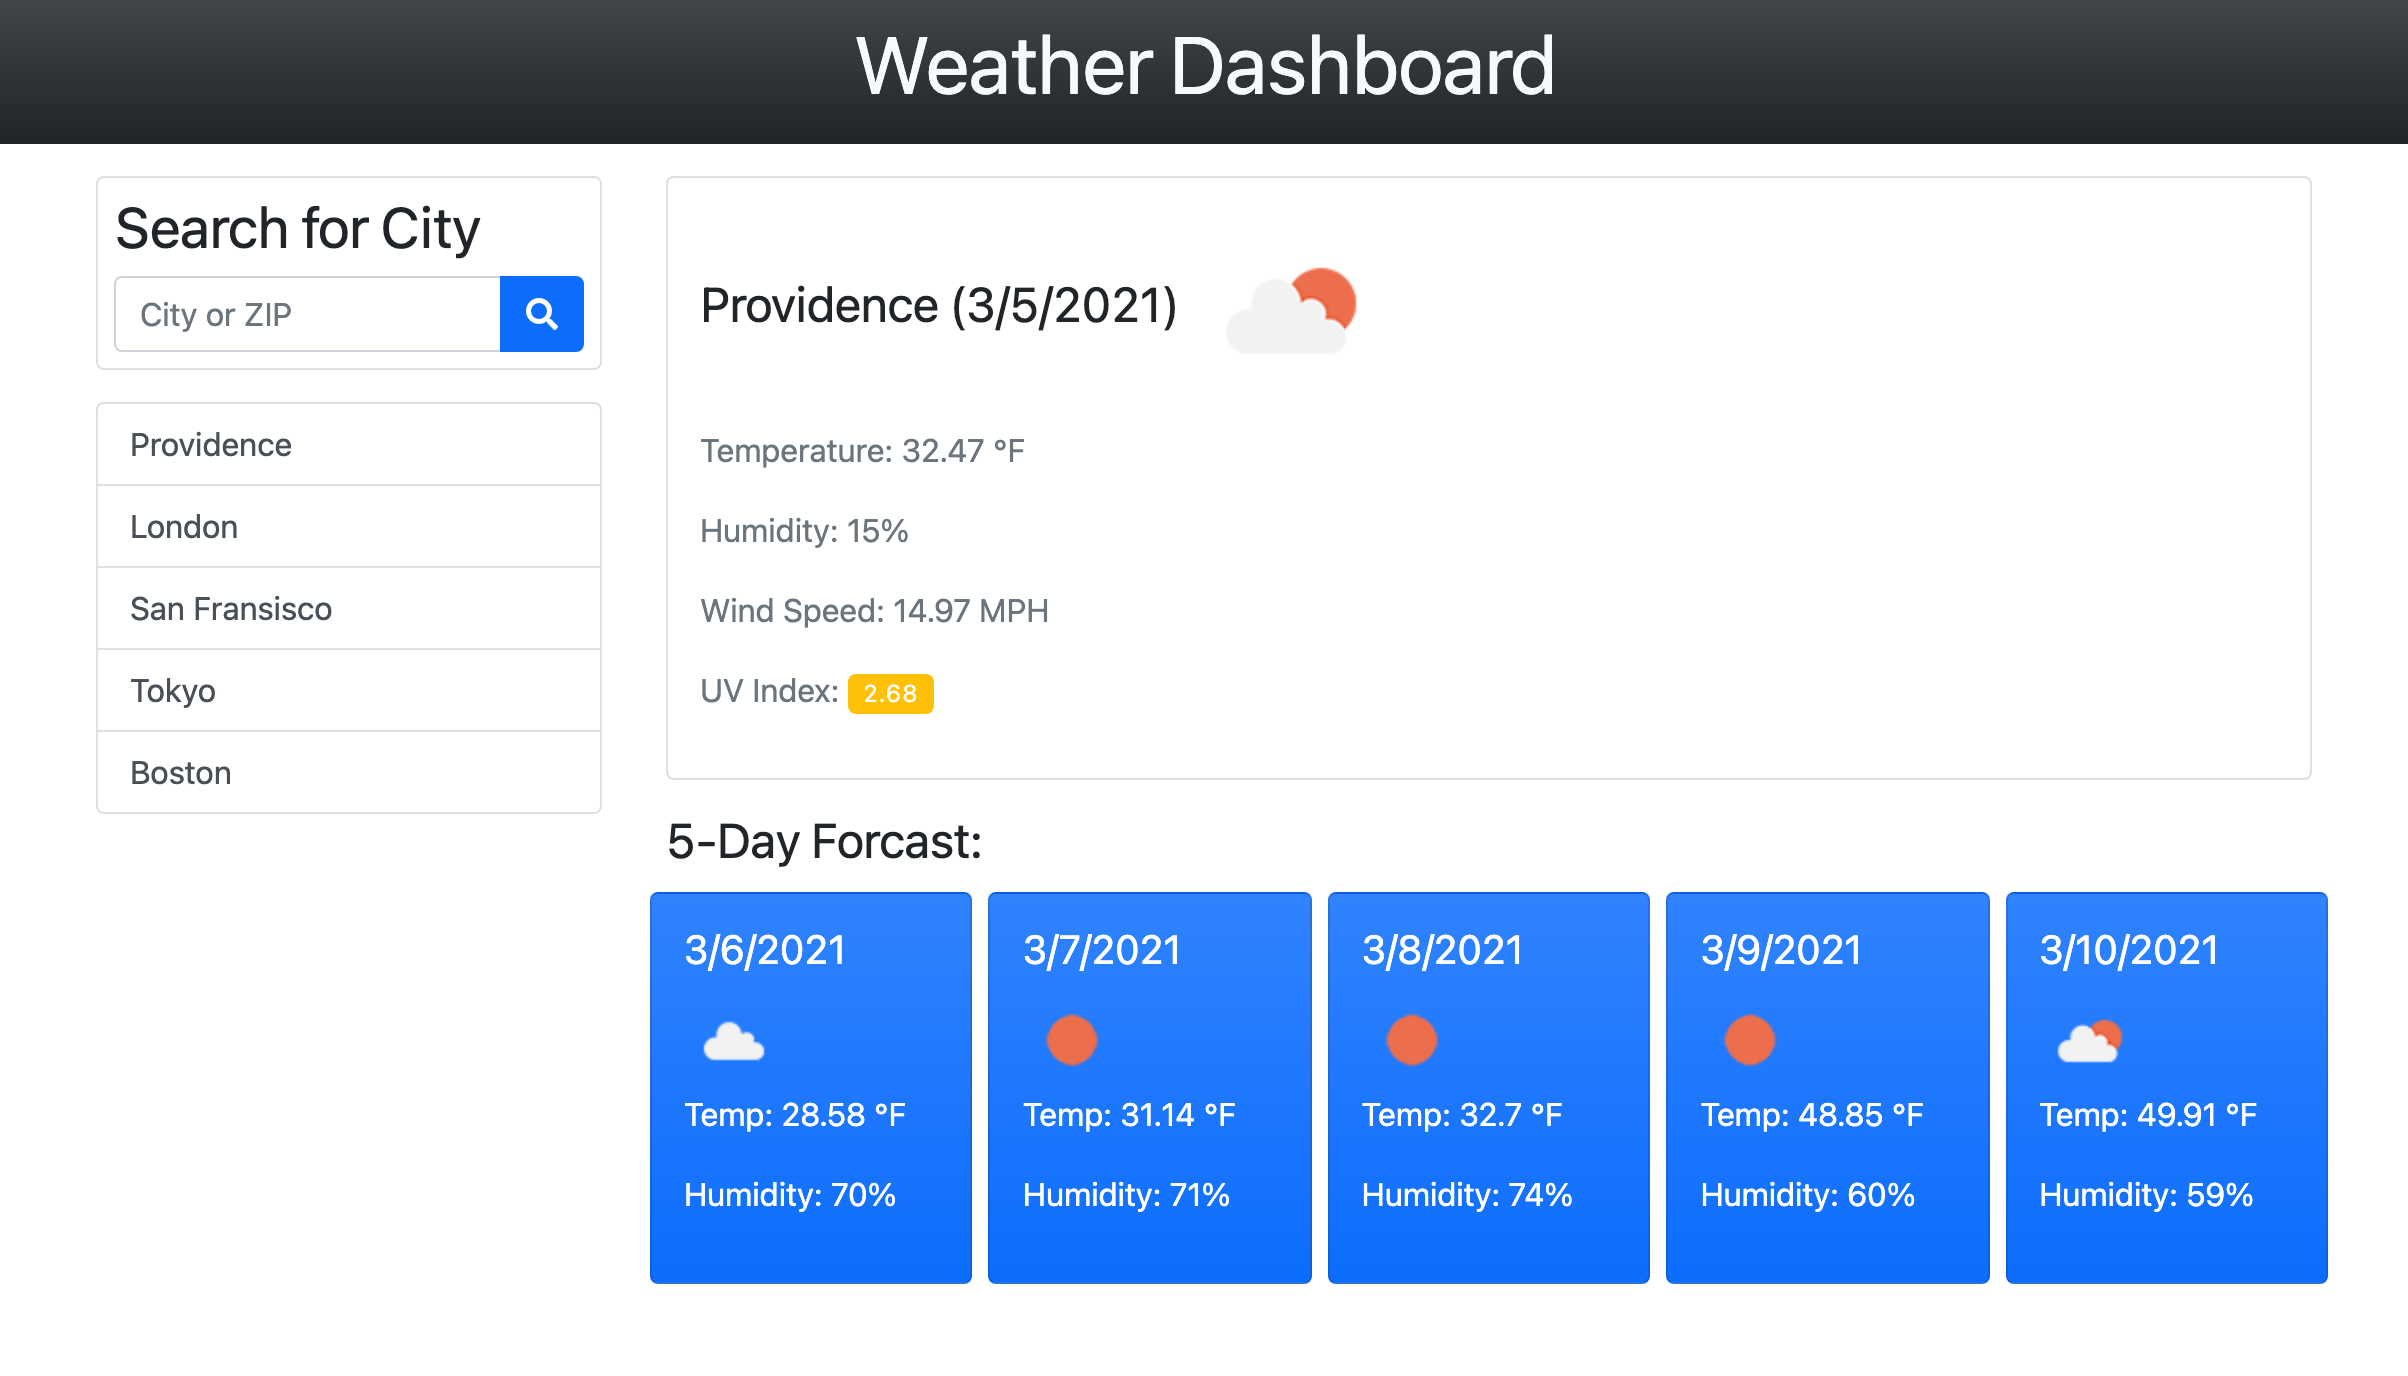 Weather Dashboard
Search for City
City or ZIP
Providence
London
San Fransisco
Tokyo
Boston
Providence (3/5/2021)
Temperature: 32.47 °F
Humidity: 15%
Wind Speed: 14.97 MPH
UV Index: 2.68
5-Day Forcast:
3/6/2021
Temp: 28.58 °F
Humidity: 70%
3/7/2021
Temp: 31.14 °F
Humidity: 71%
3/8/2021
Temp: 32.7 °F
Humidity: 74%
3/9/2021
Temp: 48.85 °F
Humidity: 60%
3/10/2021
Temp: 49.91 °F
Humidity: 59%